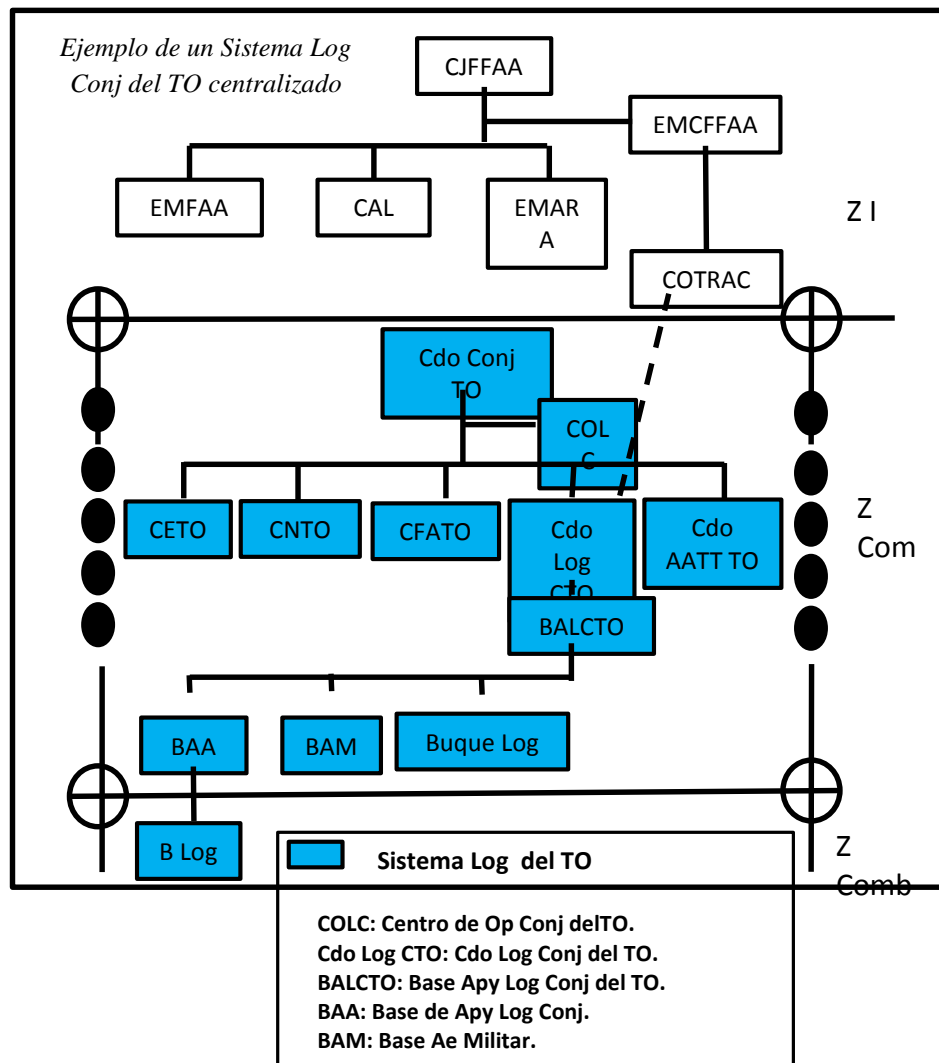 Ejemplo de un Sistema Log
Conj del TO centralizado
CJFFAA
EMCFFAA
EMFAA
CAL
EMAR
A
Z I
COTRAC
Cdo Conj
TO
COL
C
CETO
CNTO
CFATO
Cdo
Log
CTO
Cdo
AATT TO
Z
Com
BALCTO
BAA
BAM
Buque Log
B Log
Z
Comb
Sistema Log del TO
COLC: Centro de Op Conj delTO.
Cdo Log CTO: Cdo Log Conj del TO.
BALCTO: Base Apy Log Conj del TO.
BAA: Base de Apy Log Conj.
BAM: Base Ae Militar.